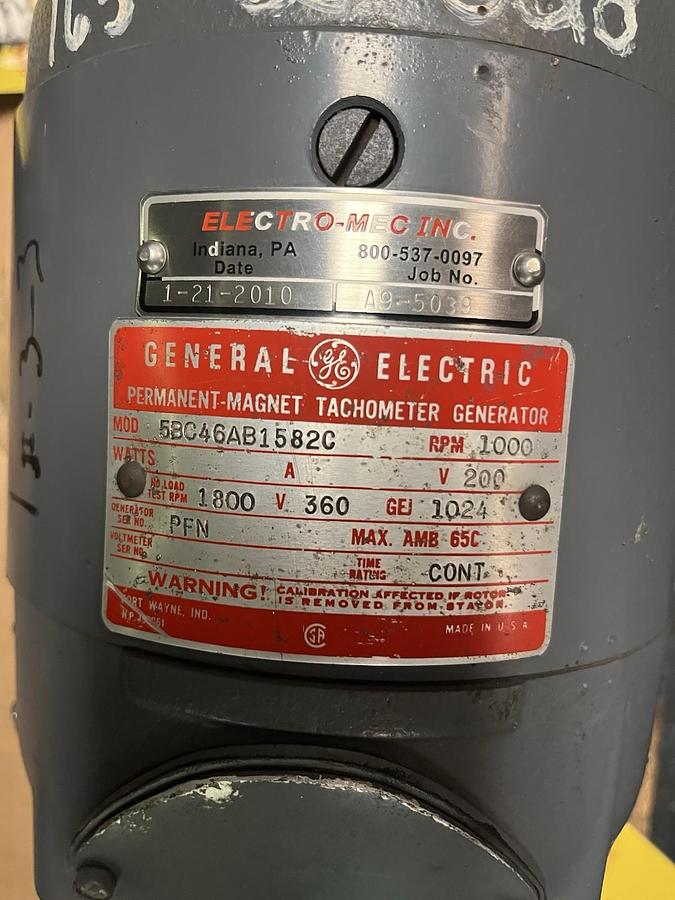 ELECTRO-MEC INC.
Indiana, PA 800-537-0097
Date Job No.
1-21-2010 A9-5039
GENERAL GE ELECTRIC
PERMANENT-MAGNET TACHOMETER GENERATOR
MOD 5BC46AB1582C RPM 1000
WATTS A V 200
NO LOAD
TEST RPM 1800 V 360 GEJ 1024
GENERATOR
SER NO. PFN MAX. AMB 65C
VOLTMETER
SER NO. TIME
RATING CONT
WARNING! CALIBRATION AFFECTED IF ROTOR
IS REMOVED FROM STATOR.
FORT WAYNE, IND.
N.P. MADE IN U.S.A